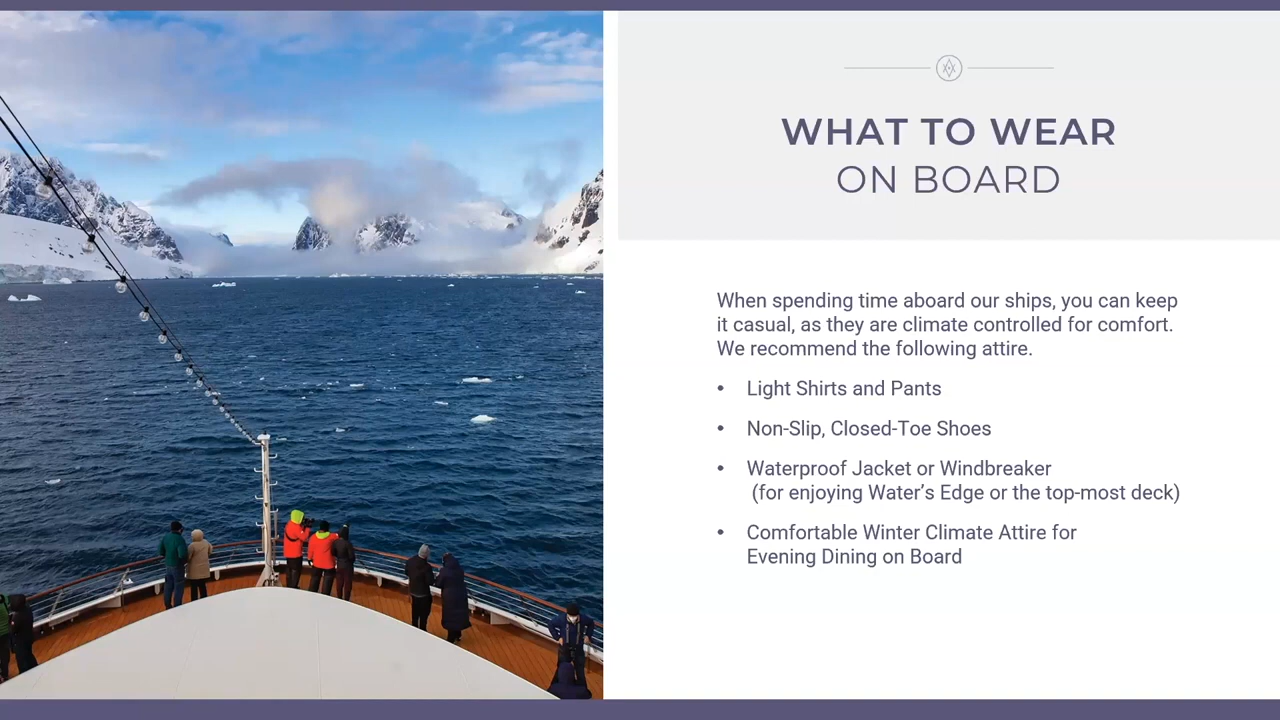 WHAT TO WEAR
ON BOARD
When spending time aboard our ships, you can keep
it casual, as they are climate controlled for comfort.
We recommend the following attire.
• Light Shirts and Pants
• Non-Slip, Closed-Toe Shoes
• Waterproof Jacket or Windbreaker
(for enjoying Water’s Edge or the top-most deck)
• Comfortable Winter Climate Attire for
Evening Dining on Board